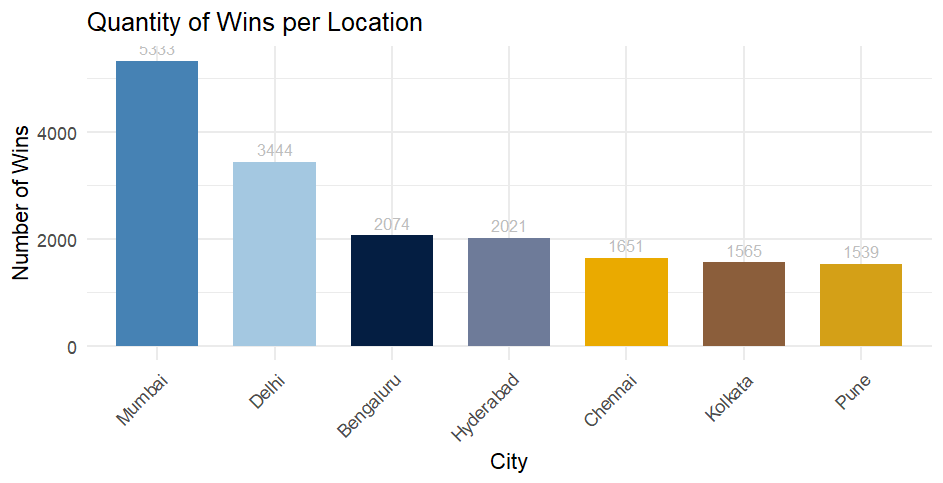 Quantity of Wins per Location
Number of Wins
4000
2000
0
5333
3444
2074
2021
1651
1565
1539
Mumbai
Delhi
Bengaluru
Hyderabad
Chennai
Kolkata
Pune
City